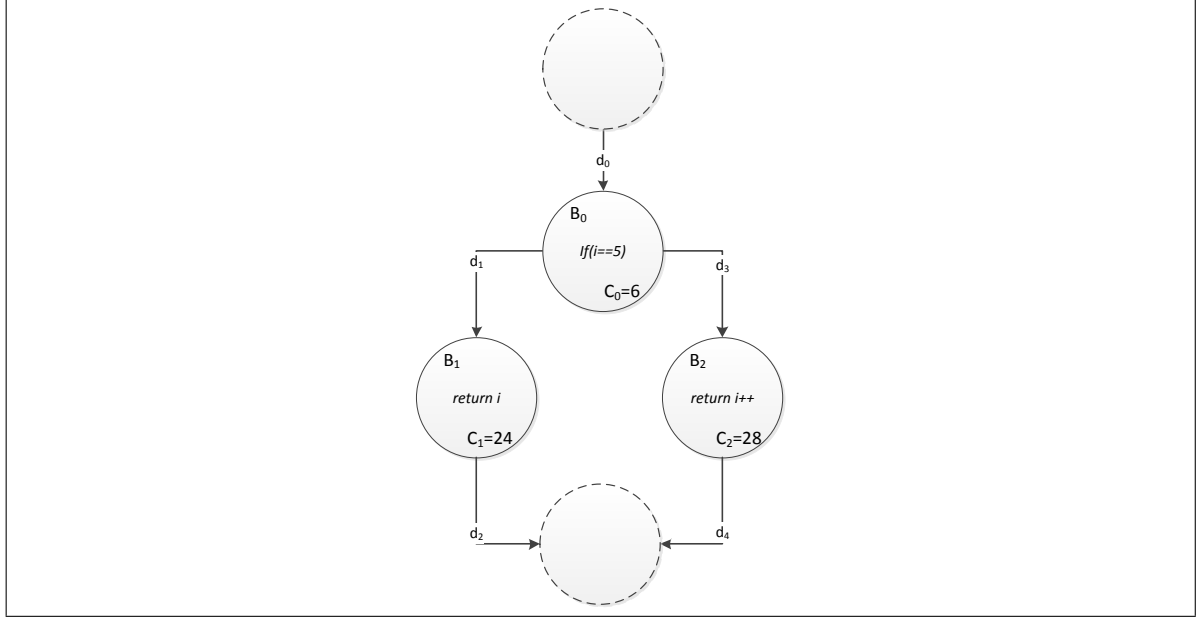 d₀
B₀
If(i==5)
C₀=6
d₁
d₃
B₁
return i
C₁=24
B₂
return i++
C₂=28
d₂
d₄